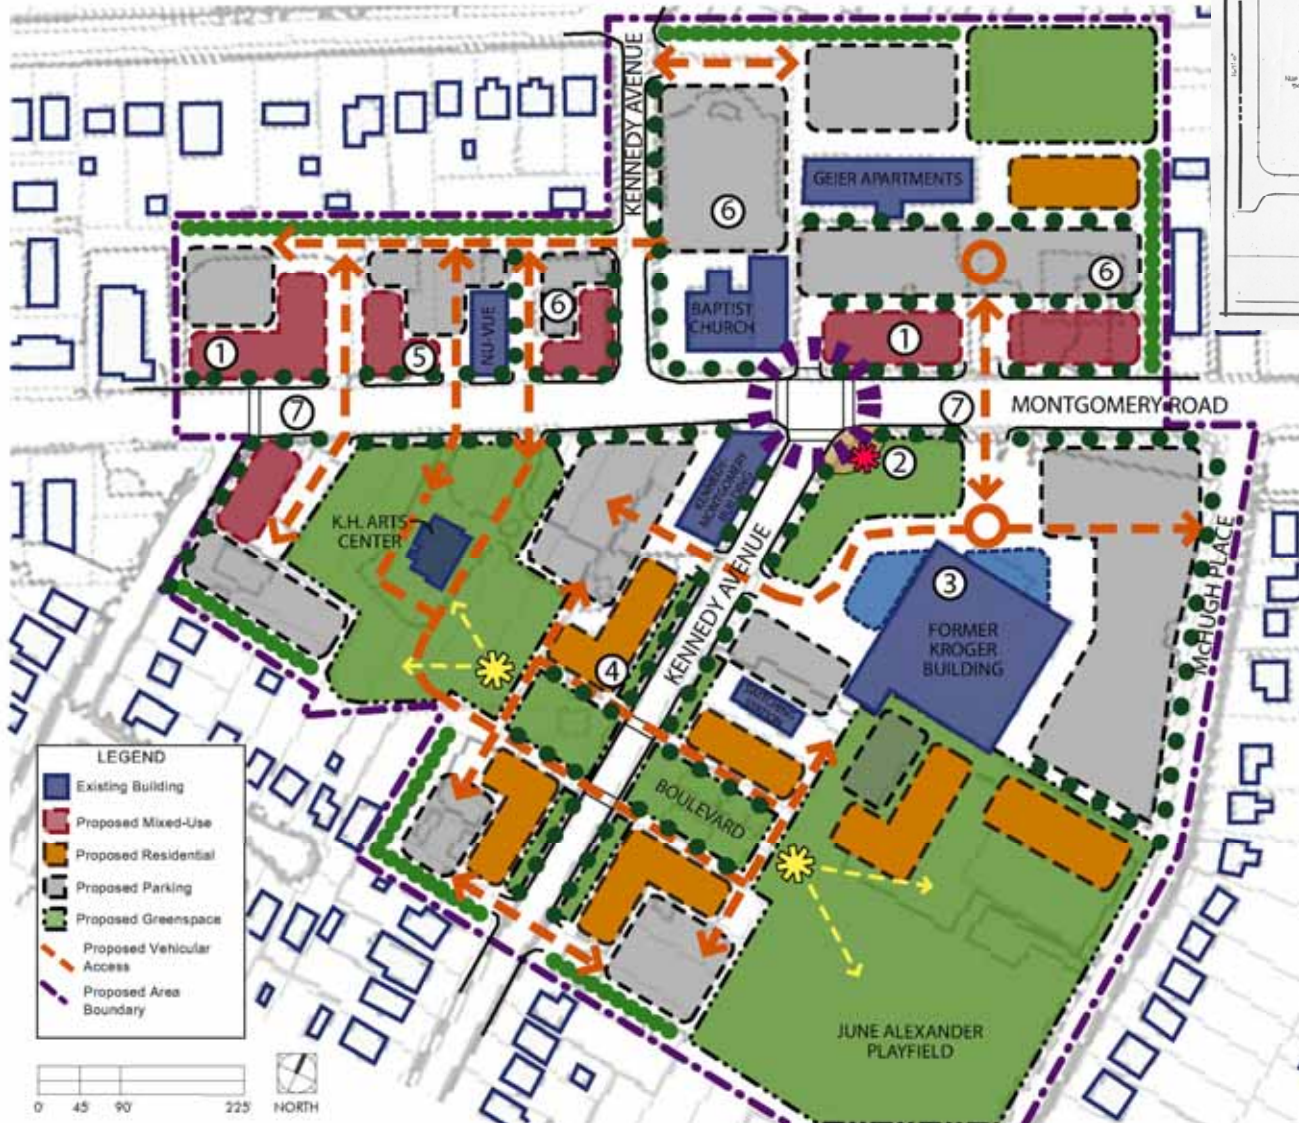 KENNEDY AVENUE
GEIER APARTMENTS
6
6
6
BAPTIST
CHURCH
NU-VUE
1
5
1
7
7
MONTGOMERY ROAD
2
KENNEDY
MONTGOMERY
BUILDING
K.H. ARTS
CENTER
KENNEDY AVENUE
3
FORMER
KROGER
BUILDING
McHUGH PLACE
4
BOULEVARD
LEGEND
Existing Building
Proposed Mixed-Use
Proposed Residential
Proposed Parking
Proposed Greenspace
Proposed Vehicular
Access
Proposed Area
Boundary
JUNE ALEXANDER
PLAYFIELD
0 45 90 225
NORTH